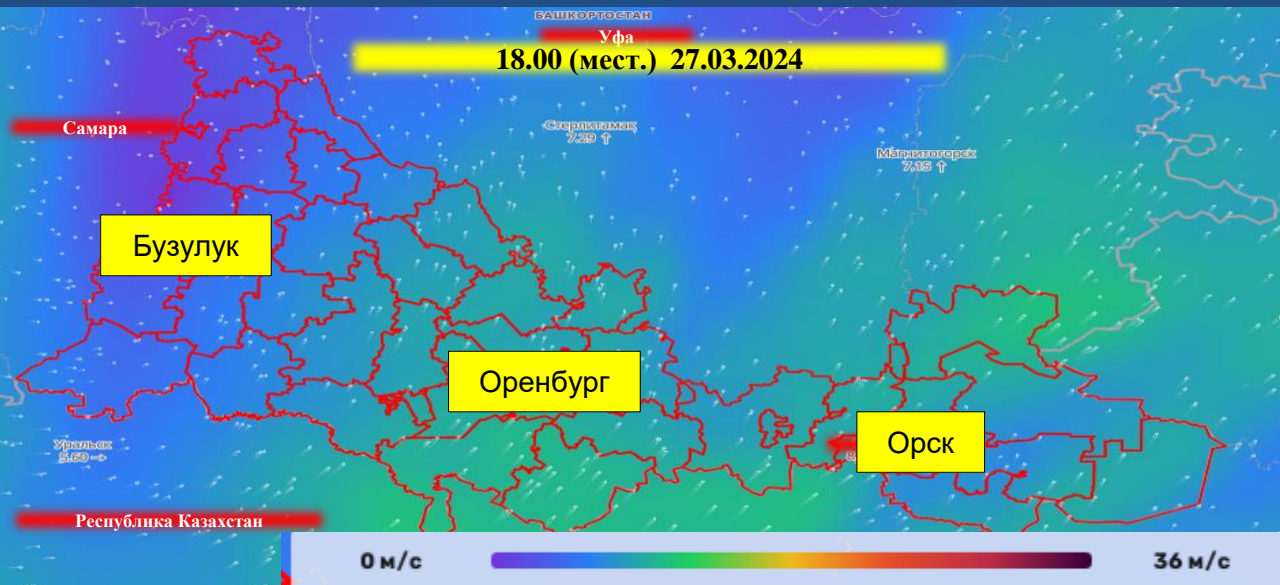 БАШКОРТОСТАН
Уфа
18.00 (мест.) 27.03.2024
Самара
Стерлитамак
7.29 ↑
Магнитогорск
7.15 ↑
Бузулук
Оренбург
Орск
Уральск
5.60 →
Республика Казахстан
0 м/с
36 м/с